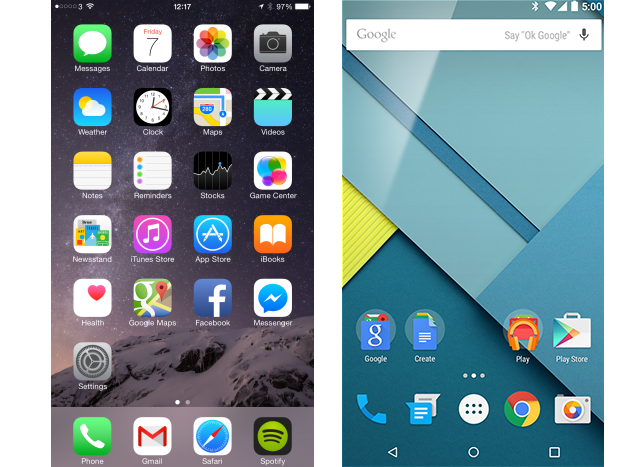 3 12:17 97%
Friday
7
Messages Calendar Photos Camera
280
Weather Clock Maps Videos
Notes Reminders Stocks Game Center
Newsstand iTunes Store App Store iBooks
Health Google Maps Facebook Messenger
Settings
Phone Gmail Safari Spotify
5:00
Google Say "Ok Google"
Google Create Play Play Store